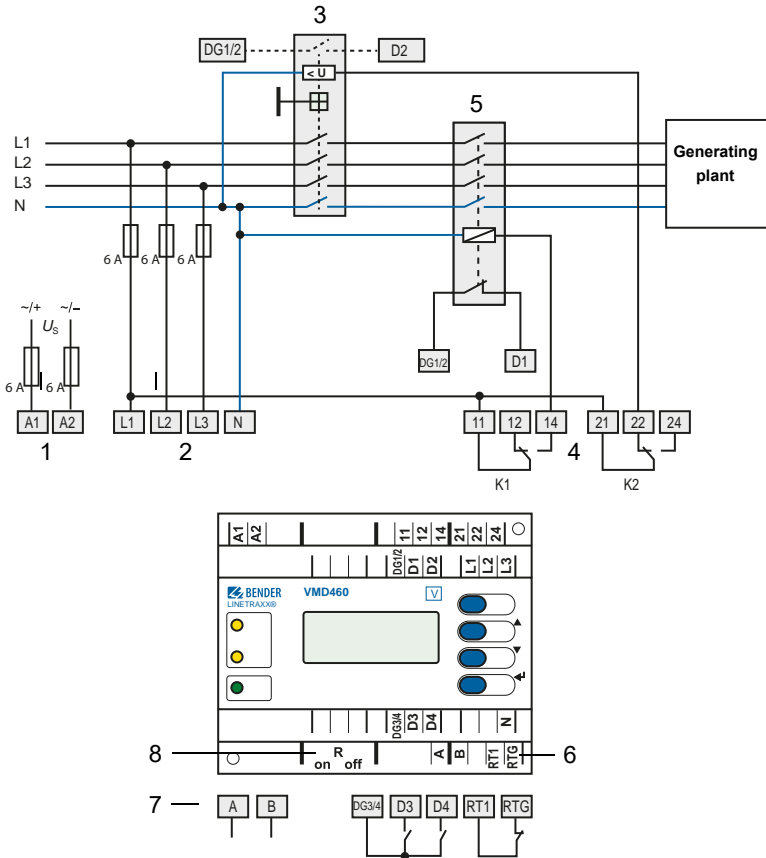 3
DG1/2 D2
< U
5
L1
L2
L3
N
Generating
plant
6 A 6 A 6 A
~/+ ~/–
US
6 A 6 A
DG1/2 D1
A1 A2 L1 L2 L3 N 11 12 14 21 22 24
1 2 4
K1 K2
A1 A2 11 12 14 21 22 24
DG1/2 D1 D2 L1 L2 L3
BENDER VMD460 V
LINETRAXX®
DG3/4 D3 D4 N
8 R 6
on off A B RT1 RTG
7 A B DG3/4 D3 D4 RT1 RTG